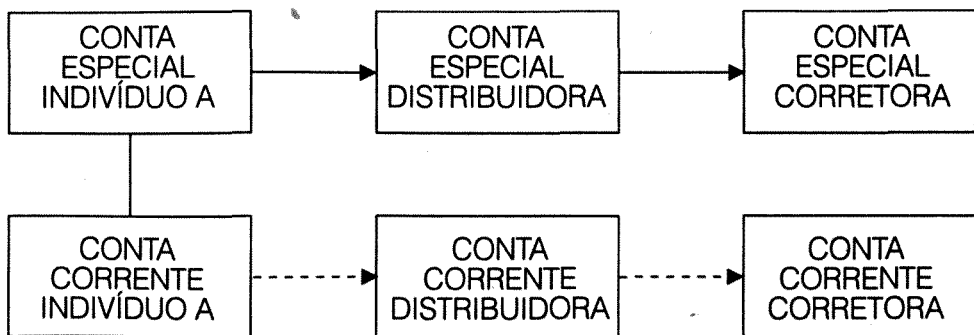 CONTA
ESPECIAL
INDIVÍDUO A
CONTA
ESPECIAL
DISTRIBUIDORA
CONTA
ESPECIAL
CORRETORA
CONTA
CORRENTE
INDIVÍDUO A
CONTA
CORRENTE
DISTRIBUIDORA
CONTA
CORRENTE
CORRETORA